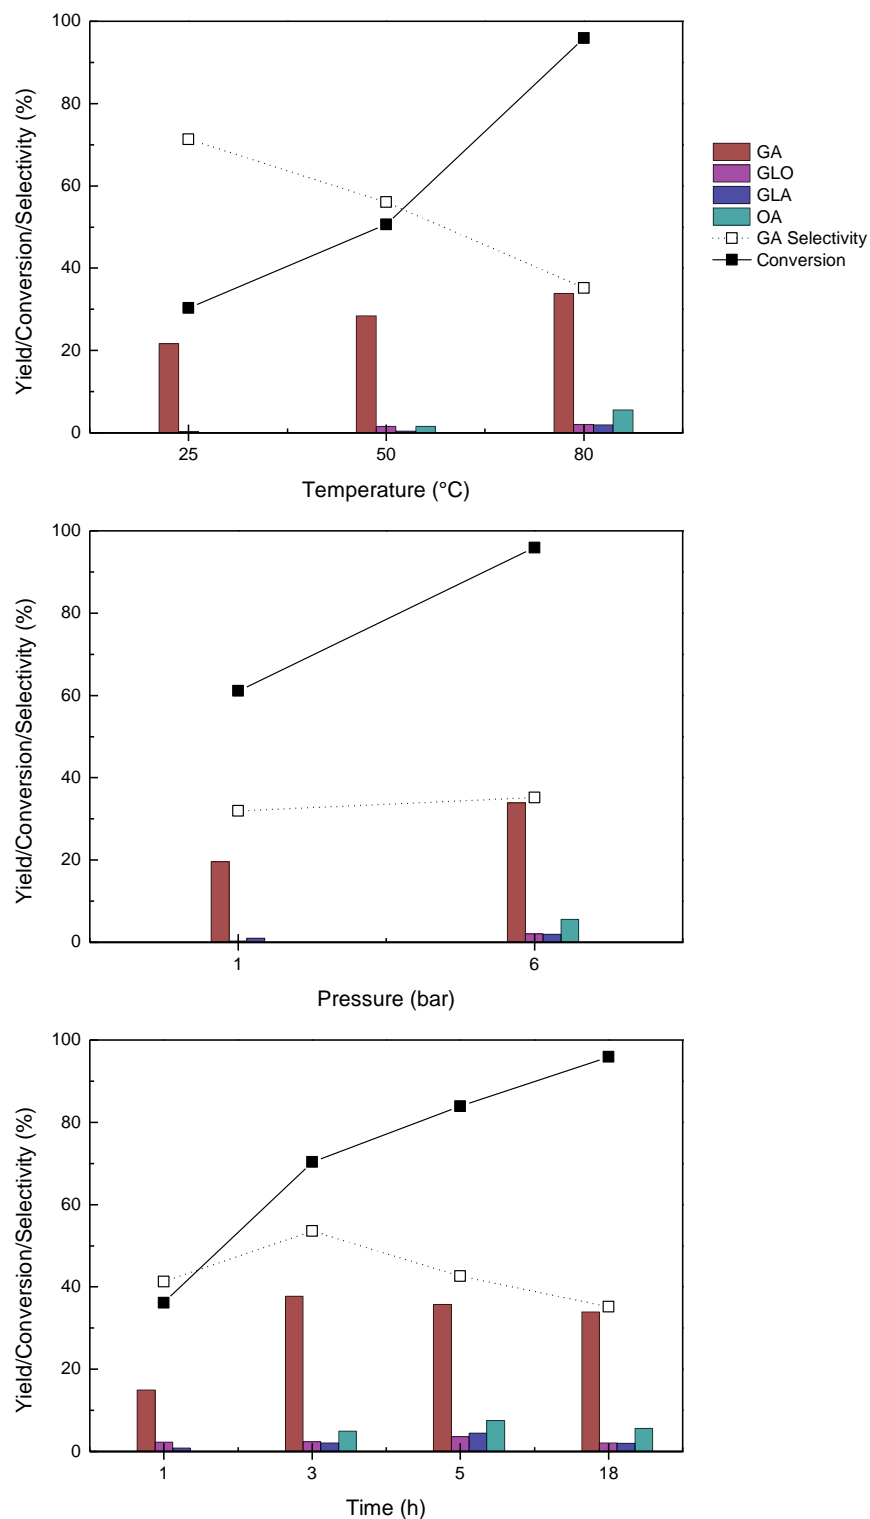 100
80
60
40
20
0
Yield/Conversion/Selectivity (%)
25
50
80
Temperature (°C)
GA
GLO
GLA
OA
GA Selectivity
Conversion
100
80
60
40
20
0
Yield/Conversion/Selectivity (%)
1
6
Pressure (bar)
100
80
60
40
20
0
Yield/Conversion/Selectivity (%)
1
3
5
18
Time (h)